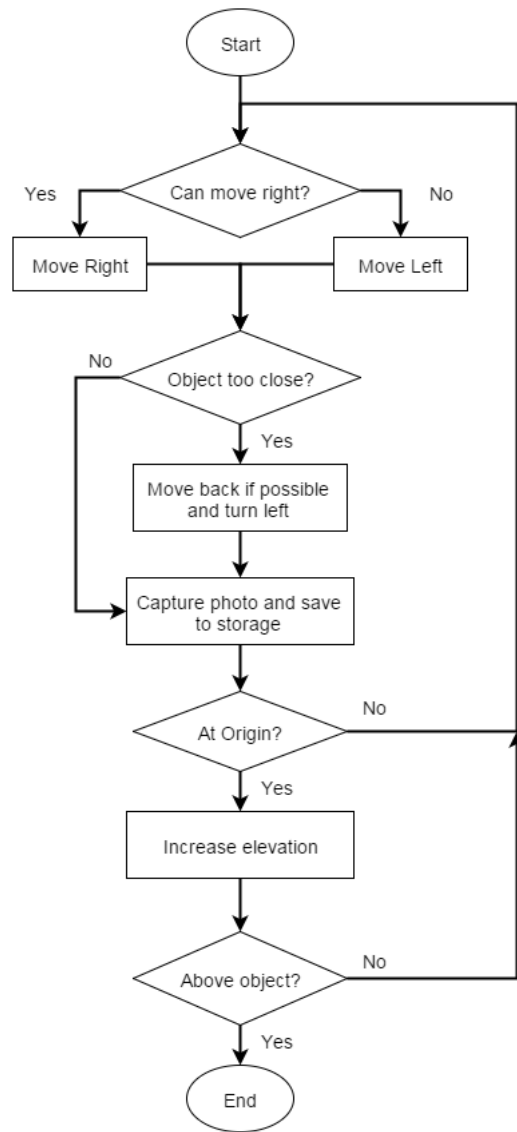 Start
Can move right?
Yes
No
Move Right
Move Left
No
Object too close?
Yes
Move back if possible
and turn left
Capture photo and save
to storage
No
At Origin?
Yes
Increase elevation
No
Above object?
Yes
End